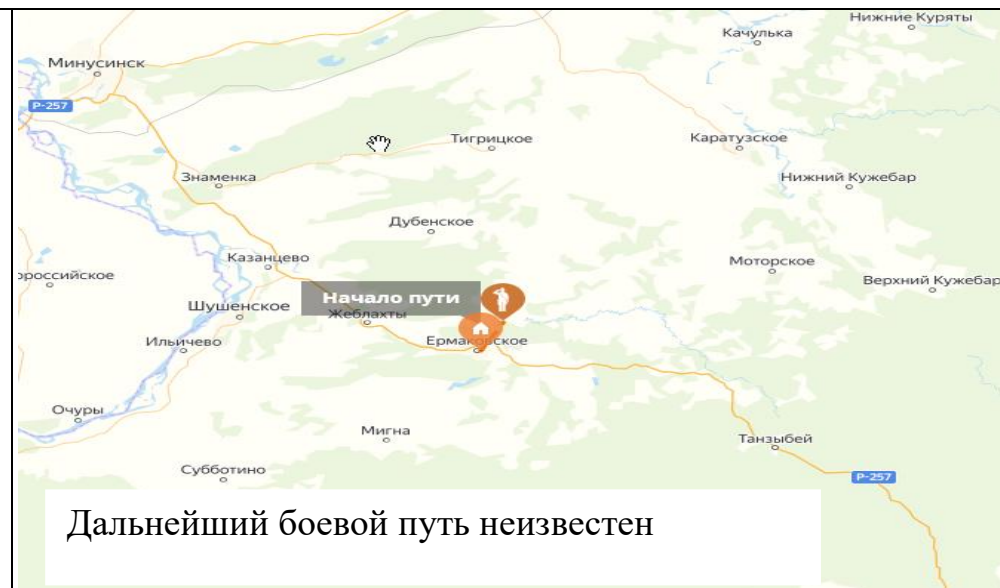 Нижние Куряты
Качулька
Минусинск
Р-257
Тигрицкое
Каратузское
Знаменка
Нижний Кужебар
Дубенское
Казанцево
Моторское
ороссийское
Верхний Кужебар
Начало пути
Шушенское
Жеблахты
Ильичево
Ермаковское
Очуры
Мигна
Танзыбей
Субботино
Р-257
Дальнейший боевой путь неизвестен